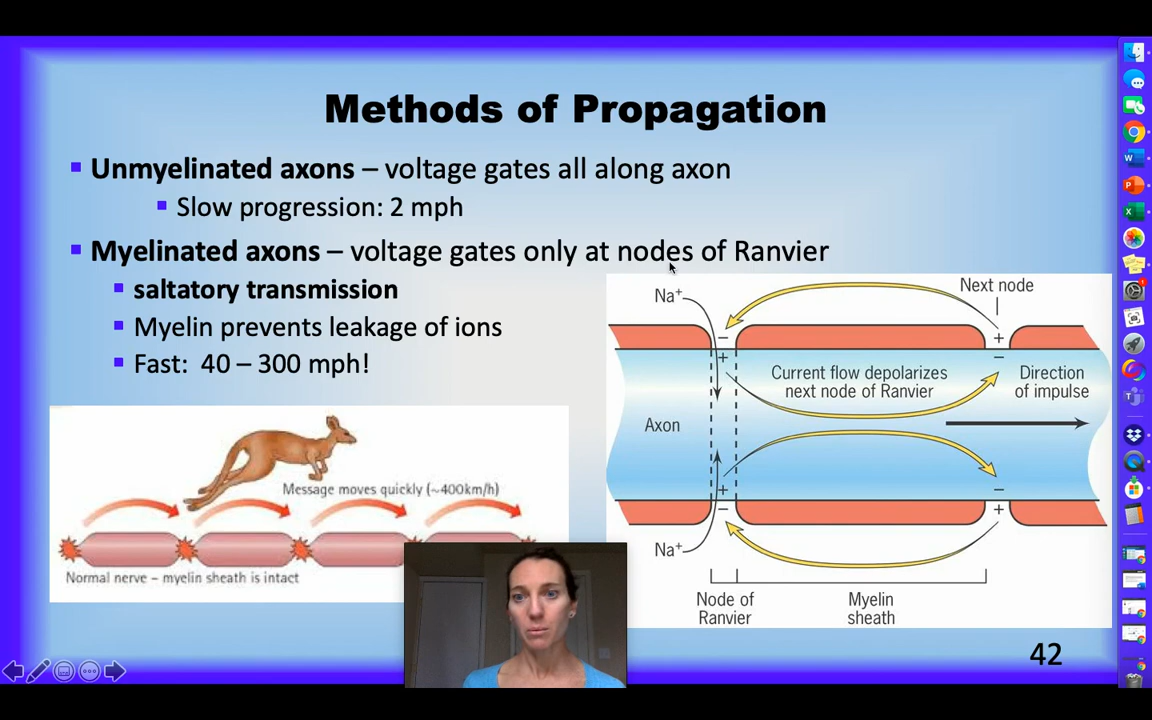 Methods of Propagation
Unmyelinated axons – voltage gates all along axon
Slow progression: 2 mph
Myelinated axons – voltage gates only at nodes of Ranvier
saltatory transmission
Myelin prevents leakage of ions
Fast: 40 – 300 mph!
Message moves quickly (~400km/h)
Normal nerve – myelin sheath is intact
Na+
Next node
–
+
+
–
Current flow depolarizes
next node of Ranvier
Direction
of impulse
Axon
+
–
–
+
Na+
Node of
Ranvier
Myelin
sheath
42